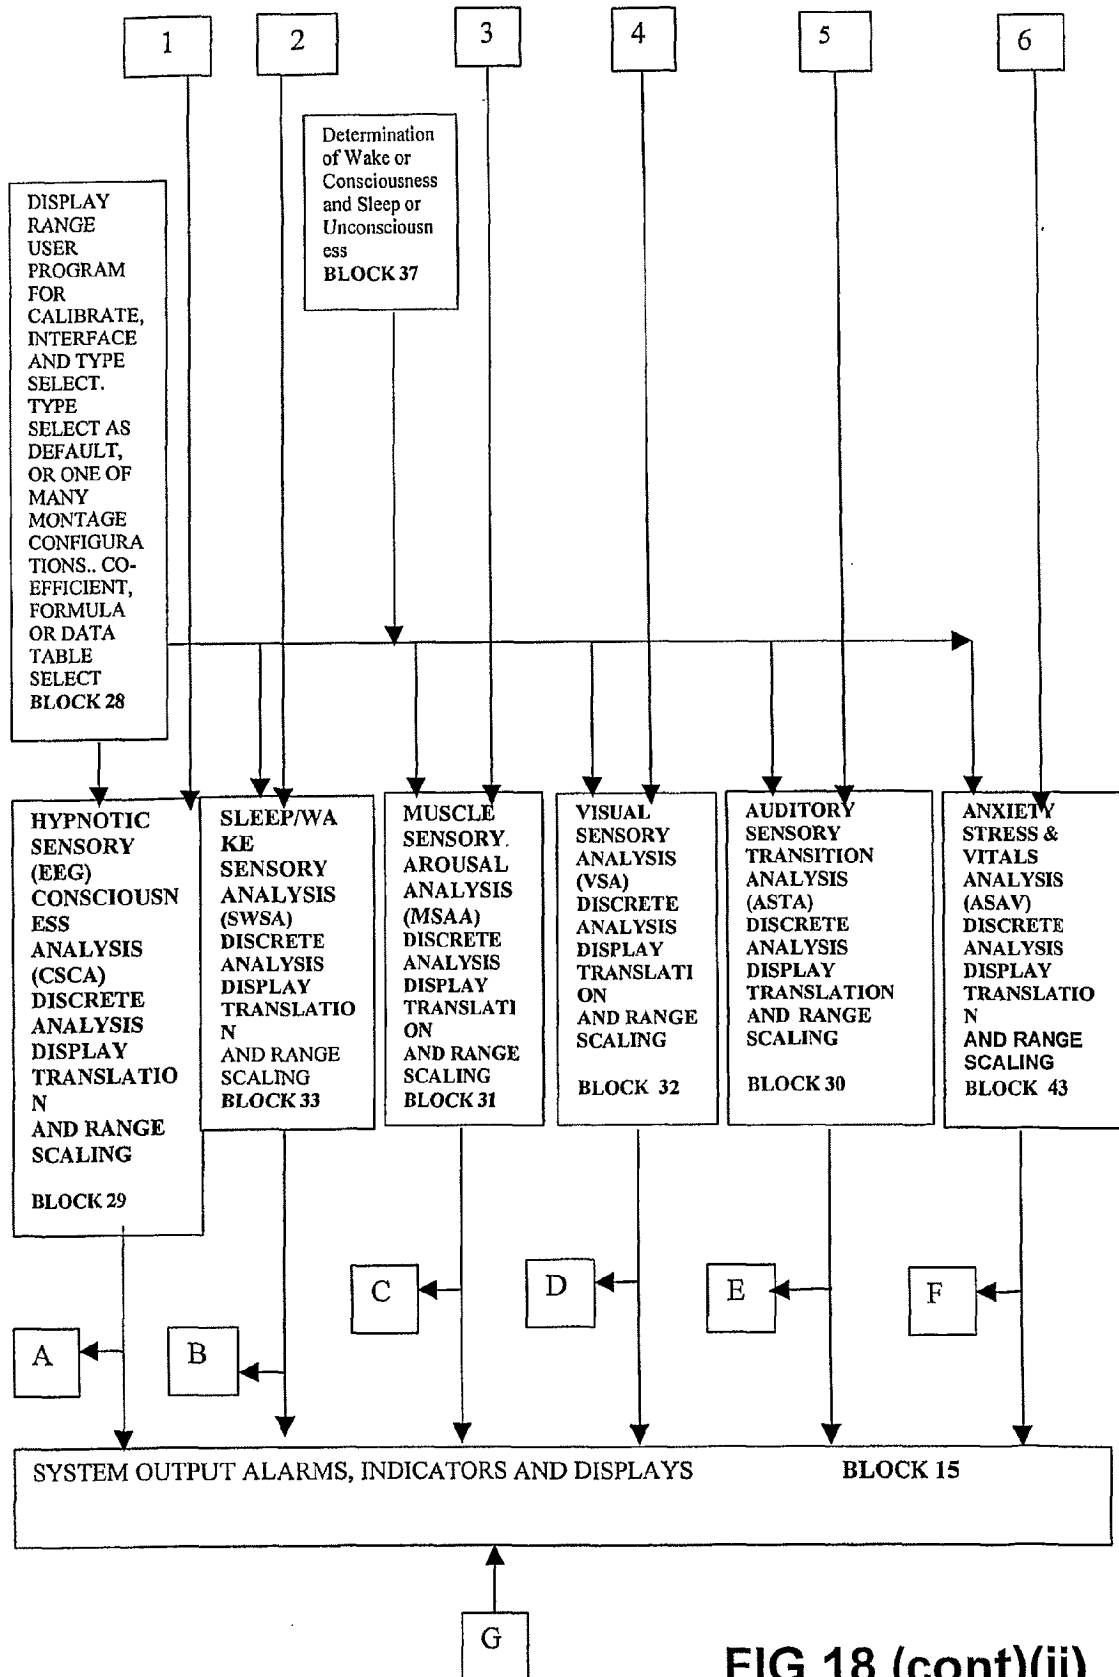 1
2
3
4
5
6
Determination
of Wake or
Consciousness
and Sleep or
Unconsciousn
ess
BLOCK 37
DISPLAY
RANGE
USER
PROGRAM
FOR
CALIBRATE,
INTERFACE
AND TYPE
SELECT.
TYPE
SELECT AS
DEFAULT,
OR ONE OF
MANY
MONTAGE
CONFIGURA
TIONS.. CO-
EFFICIENT,
FORMULA
OR DATA
TABLE
SELECT
BLOCK 28
HYPNOTIC
SENSORY
(EEG)
CONSCIOUSN
ESS
ANALYSIS
(CSCA)
DISCRETE
ANALYSIS
DISPLAY
TRANSLATIO
N
AND RANGE
SCALING
BLOCK 29
SLEEP/WA
KE
SENSORY
ANALYSIS
(SWSA)
DISCRETE
ANALYSIS
DISPLAY
TRANSLATIO
N
AND RANGE
SCALING
BLOCK 33
MUSCLE
SENSORY.
AROUSAL
ANALYSIS
(MSAA)
DISCRETE
ANALYSIS
DISPLAY
TRANSLATI
ON
AND RANGE
SCALING
BLOCK 31
VISUAL
SENSORY
ANALYSIS
(VSA)
DISCRETE
ANALYSIS
DISPLAY
TRANSLATI
ON
AND RANGE
SCALING
BLOCK 32
AUDITORY
SENSORY
TRANSITION
ANALYSIS
(ASTA)
DISCRETE
ANALYSIS
DISPLAY
TRANSLATION
AND RANGE
SCALING
BLOCK 30
ANXIETY
STRESS &
VITALS
ANALYSIS
(ASAV)
DISCRETE
ANALYSIS
DISPLAY
TRANSLATIO
N
AND RANGE
SCALING
BLOCK 43
A
B
C
D
E
F
SYSTEM OUTPUT ALARMS, INDICATORS AND DISPLAYS BLOCK 15
G
FIG 18 (cont)(ii)